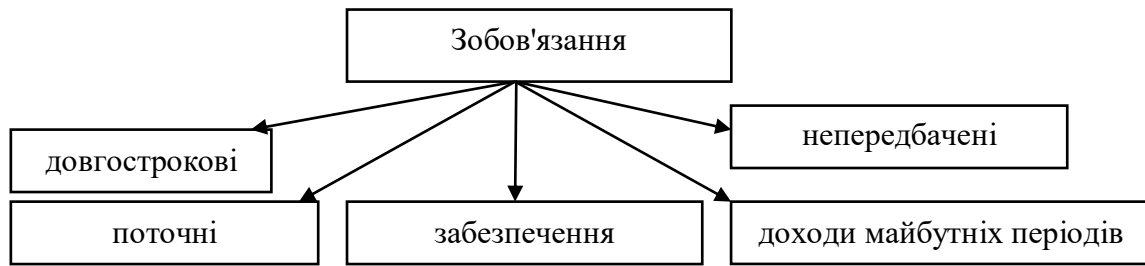 Зобов'язання
довгострокові
непередбачені
поточні
забезпечення
доходи майбутніх періодів